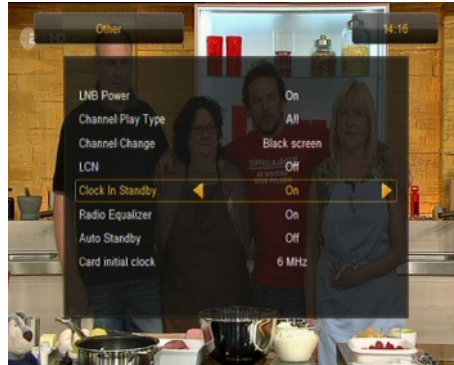 Other 14:16
LNB Power On
Channel Play Type All
Channel Change Black screen
LCN Off
Clock In Standby On
Radio Equalizer On
Auto Standby Off
Card initial clock 6 MHz